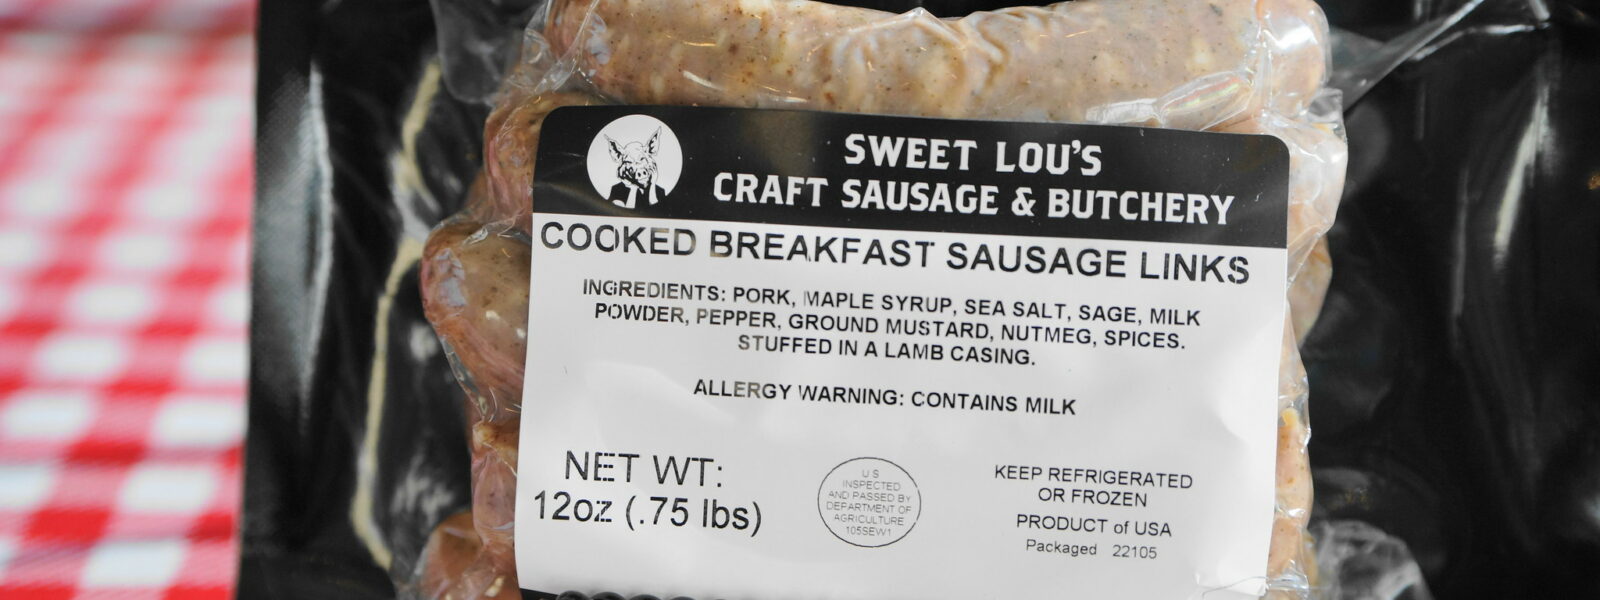 SWEET LOU'S
CRAFT SAUSAGE & BUTCHERY
COOKED BREAKFAST SAUSAGE LINKS
INGREDIENTS: PORK, MAPLE SYRUP, SEA SALT, SAGE, MILK
POWDER, PEPPER, GROUND MUSTARD, NUTMEG, SPICES.
STUFFED IN A LAMB CASING.
ALLERGY WARNING: CONTAINS MILK
NET WT:
12oz (.75 lbs)
U S
INSPECTED
AND PASSED BY
DEPARTMENT OF
AGRICULTURE
105SEW1
KEEP REFRIGERATED
OR FROZEN
PRODUCT of USA
Packaged 22105